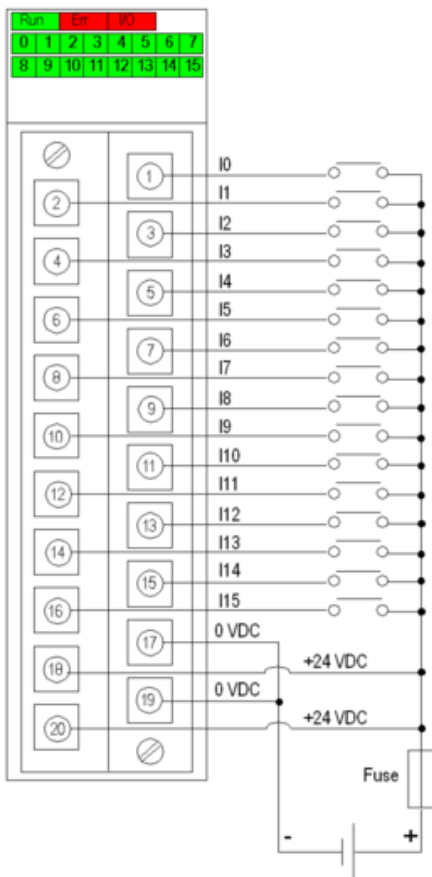 Run Err I/O
0 1 2 3 4 5 6 7
8 9 10 11 12 13 14 15
1 I0
2 I1
3 I2
4 I3
5 I4
6 I5
7 I6
8 I7
9 I8
10 I9
11 I10
12 I11
13 I12
14 I13
15 I14
16 I15
17 0 VDC
18 +24 VDC
19 0 VDC
20 +24 VDC
Fuse
- +